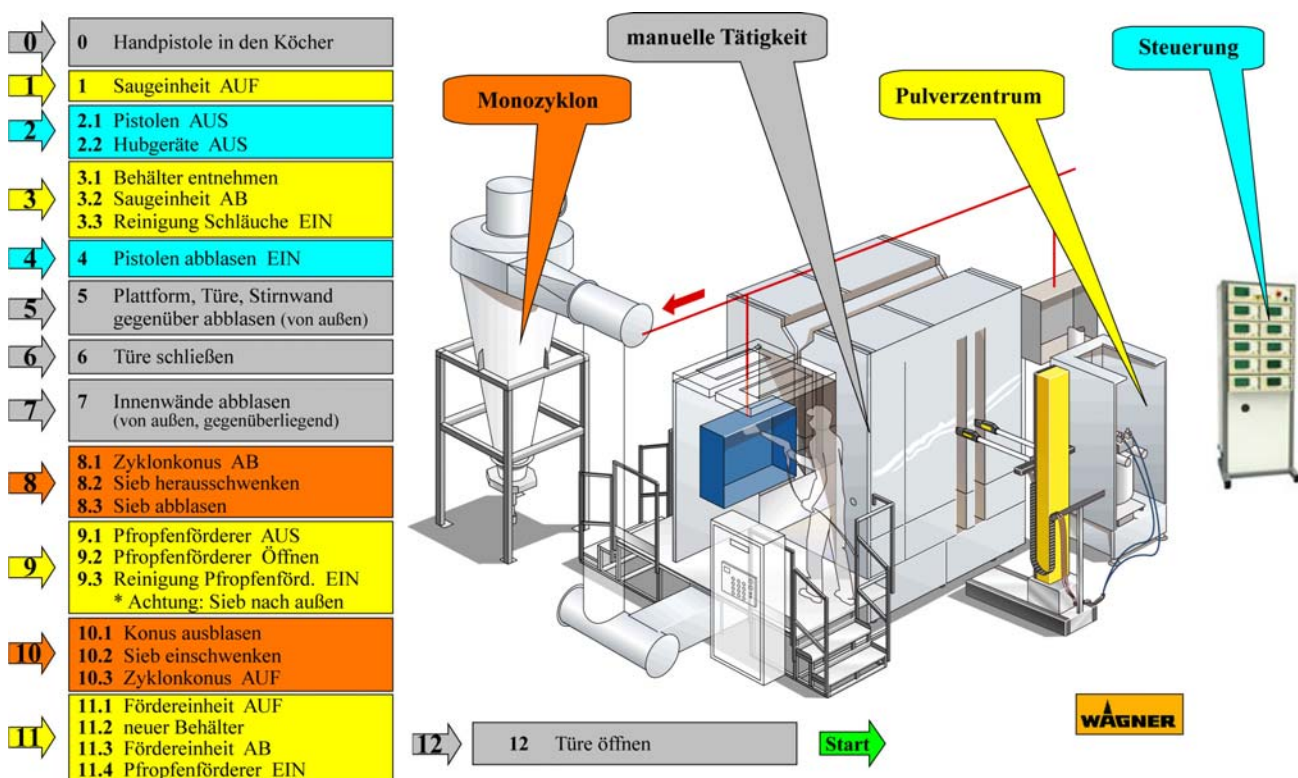 0
0 Handpistole in den Köcher
1
1 Saugeinheit AUF
2
2.1 Pistolen AUS
2.2 Hubgeräte AUS
3
3.1 Behälter entnehmen
3.2 Saugeinheit AB
3.3 Reinigung Schläuche EIN
4
4 Pistolen abblasen EIN
5
5 Plattform, Türe, Stirnwand
gegenüber abblasen (von außen)
6
6 Türe schließen
7
7 Innenwände abblasen
(von außen, gegenüberliegend)
8
8.1 Zyklonkonus AB
8.2 Sieb herausschwenken
8.3 Sieb abblasen
9
9.1 Pfropfenförderer AUS
9.2 Pfropfenförderer Öffnen
9.3 Reinigung Pfropfenförd. EIN
* Achtung: Sieb nach außen
10
10.1 Konus ausblasen
10.2 Sieb einschwenken
10.3 Zyklonkonus AUF
11
11.1 Fördereinheit AUF
11.2 neuer Behälter
11.3 Fördereinheit AB
11.4 Pfropfenförderer EIN
Monozyklon
manuelle Tätigkeit
Pulverzentrum
Steuerung
12
12 Türe öffnen
Start
WAGNER